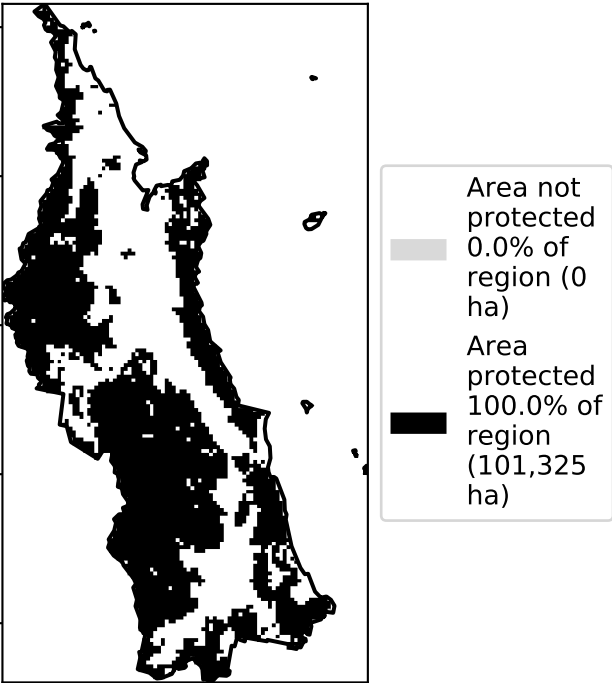 Area not
protected
0.0% of
region (0
ha)
Area
protected
100.0% of
region
(101,325
ha)